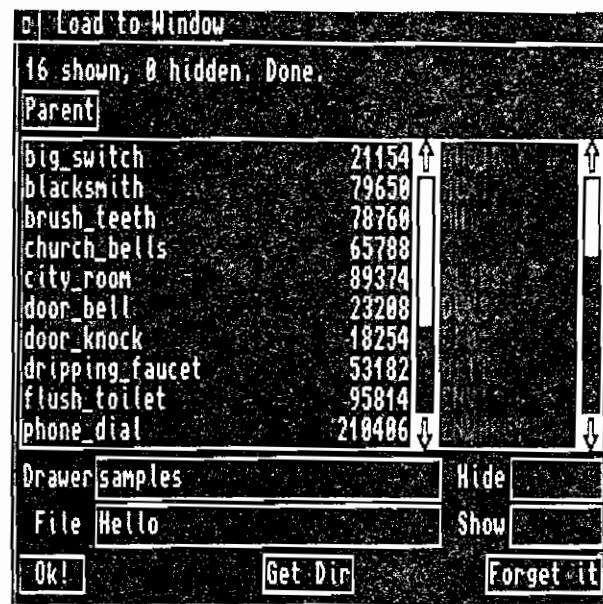 Load to Window
16 shown, 0 hidden. Done.
Parent
big_switch 21154
blacksmith 79650
brush_teeth 78760
church_bells 65788
city_room 89374
door_bell 23208
door_knock 18254
dripping_faucet 53182
flush_toilet 95814
phone_dial 210406
Drawer samples Hide
File Hello Show
Ok! Get Dir Forget it